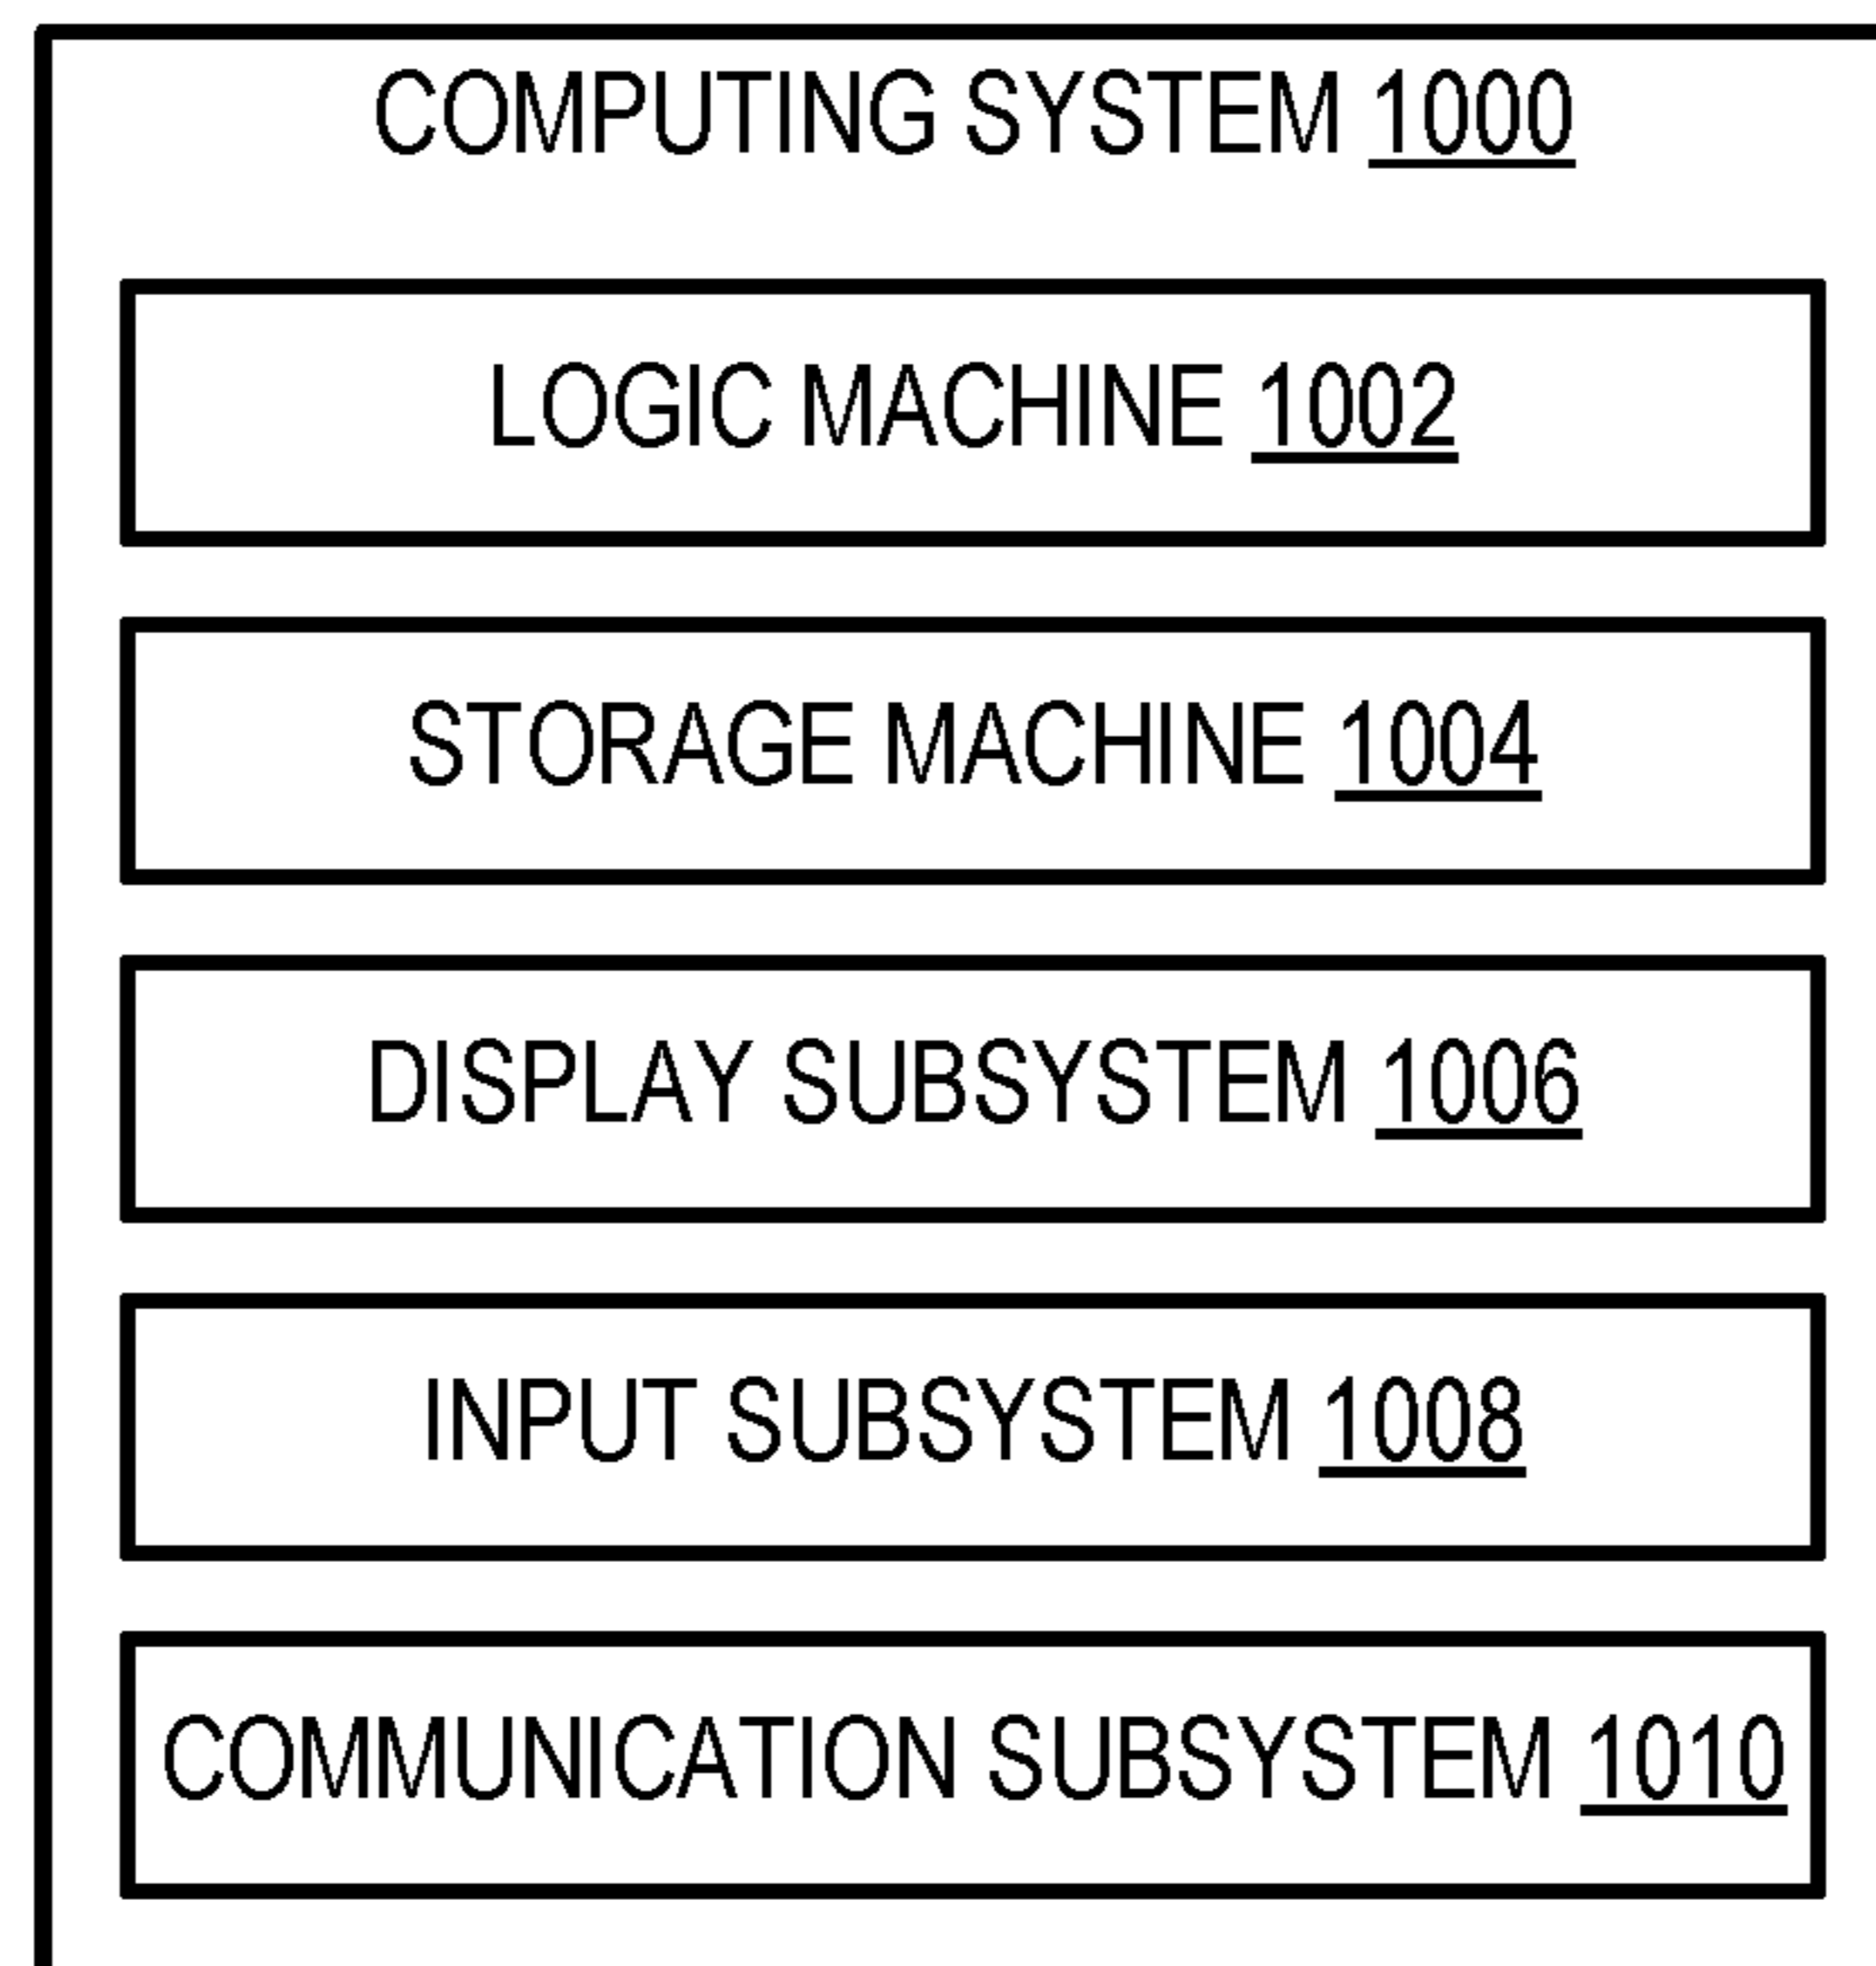 COMPUTING SYSTEM 1000
LOGIC MACHINE 1002
STORAGE MACHINE 1004
DISPLAY SUBSYSTEM 1006
INPUT SUBSYSTEM 1008
COMMUNICATION SUBSYSTEM 1010